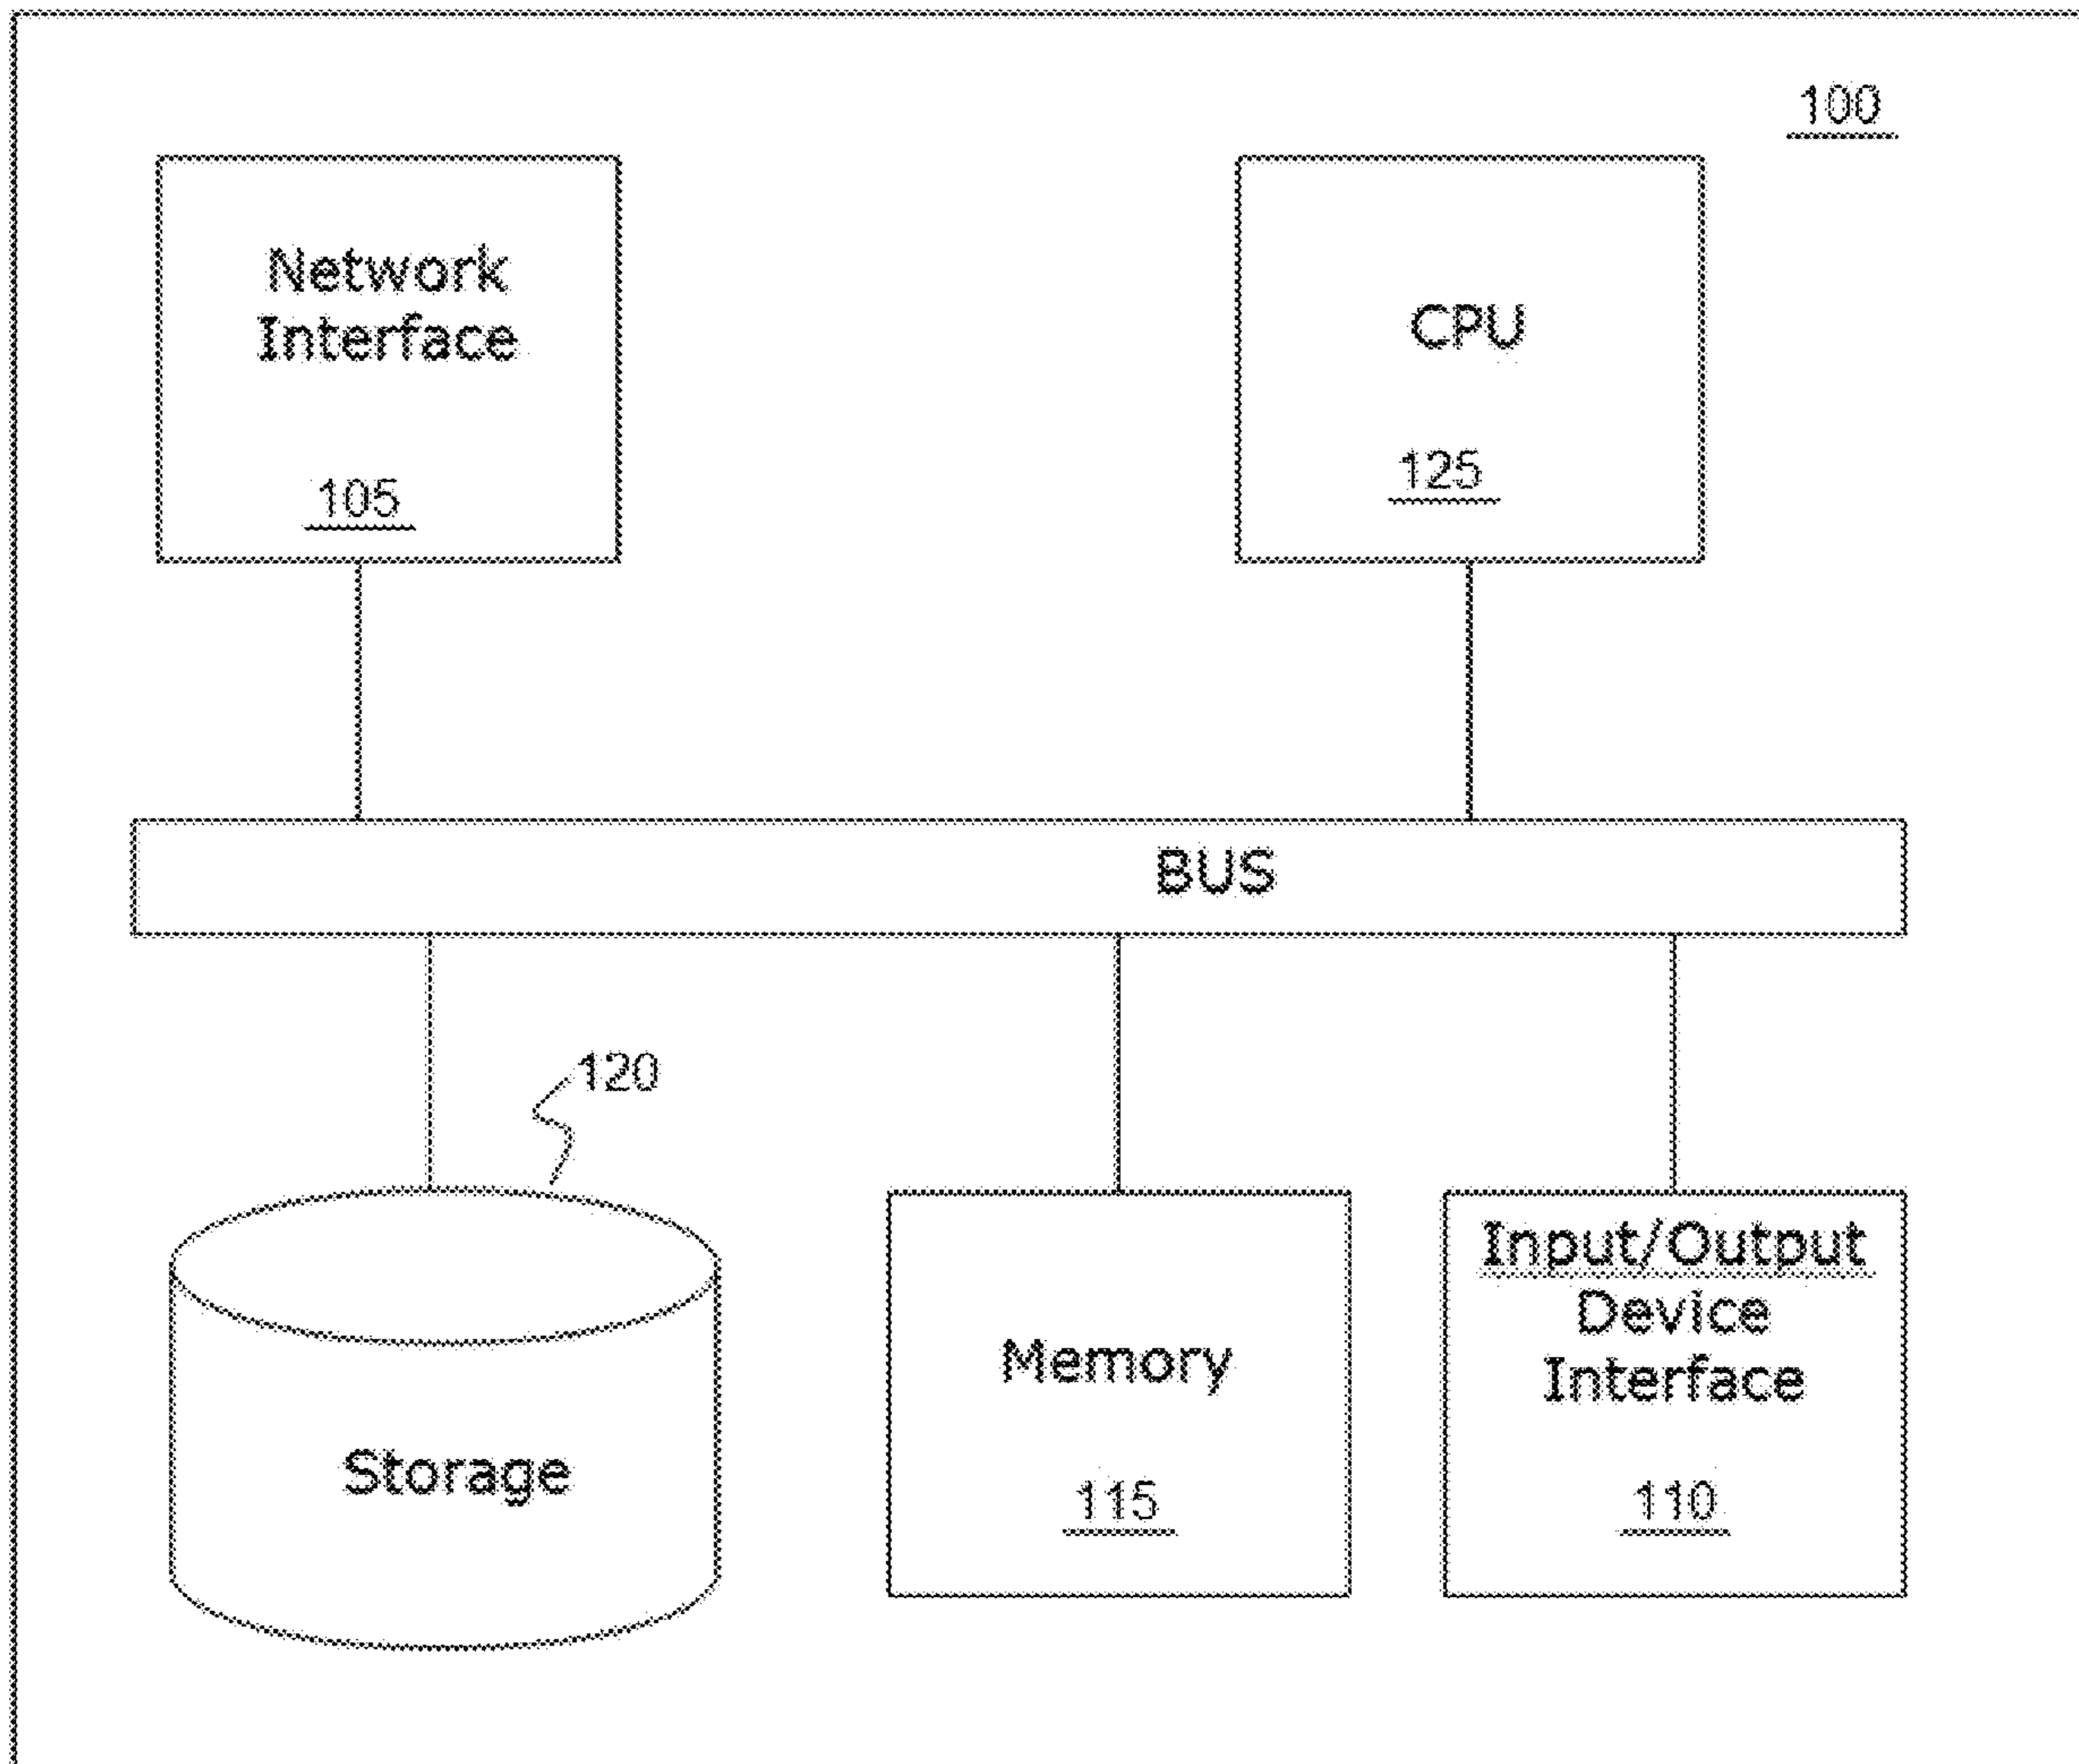 100
Network
Interface
105
CPU
125
BUS
120
Storage
Memory
115
Input/Output
Device
Interface
110